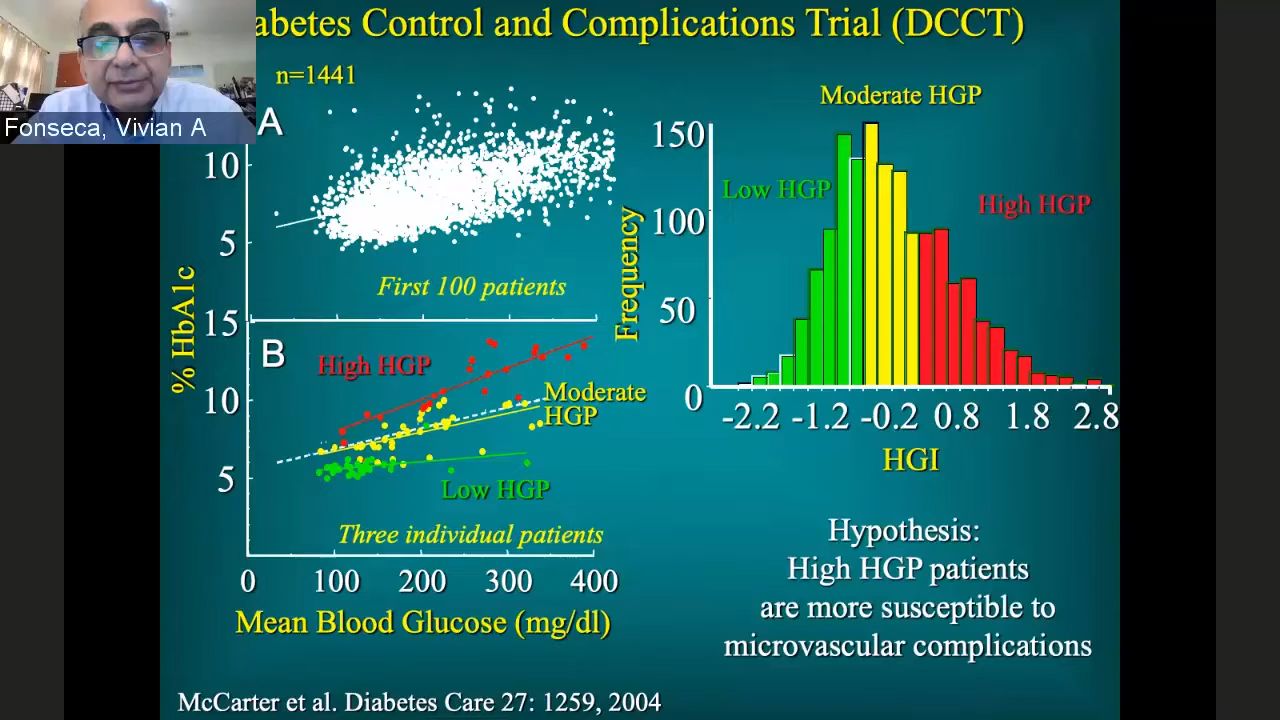 abetes Control and Complications Trial (DCCT)
Fonseca, Vivian A
n=1441
A
10
5
First 100 patients
% HbA1c
15
B
High HGP
10
Moderate
HGP
5
Low HGP
Three individual patients
0 100 200 300 400
Mean Blood Glucose (mg/dl)
Moderate HGP
150
Low HGP
High HGP
100
Frequency
50
0
-2.2 -1.2 -0.2 0.8 1.8 2.8
HGI
Hypothesis:
High HGP patients
are more susceptible to
microvascular complications
McCarter et al. Diabetes Care 27: 1259, 2004